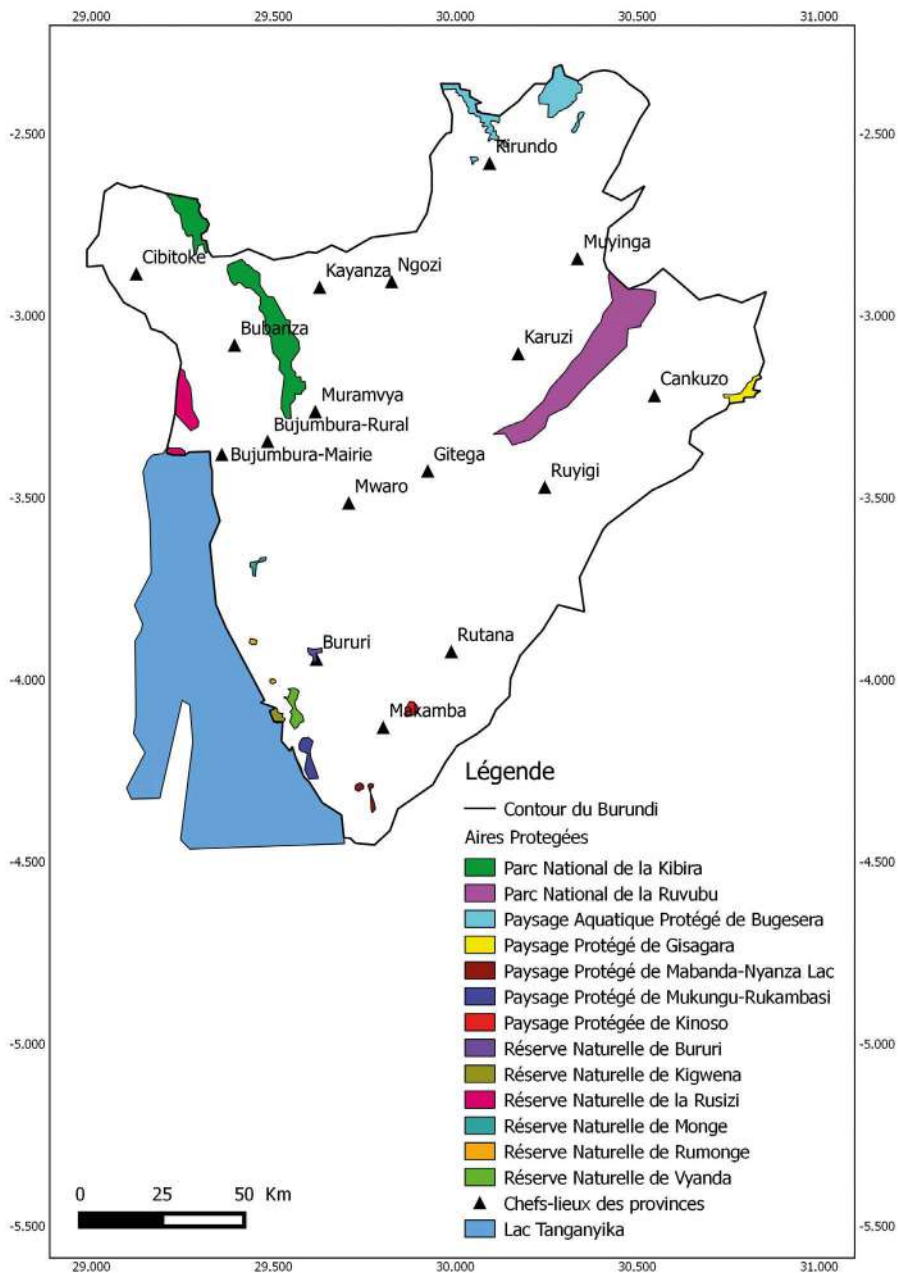 29.000 29.500 30.000 30.500 31.000
-2.500 -2.500
Kirundo
Muyinga
Cibitoke
Kayanza Ngozi
-3.000 -3.000
Bubanza
Karuzi
Cankuzo
Muramvya
Bujumbura-Rural
Bujumbura-Mairie
Gitega
Ruyigi
-3.500 -3.500
Mwaro
Bururi
Rutana
-4.000 -4.000
Makamba
Légende
Contour du Burundi
Aires Protegées
-4.500 -4.500
Parc National de la Kibira
Parc National de la Ruvubu
Paysage Aquatique Protégé de Bugesera
Paysage Protégé de Gisagara
Paysage Protégé de Mabanda-Nyanza Lac
Paysage Protégé de Mukungu-Rukambasi
-5.000 -5.000
Paysage Protégée de Kinoso
Réserve Naturelle de Bururi
Réserve Naturelle de Kigwena
Réserve Naturelle de la Rusizi
Réserve Naturelle de Monge
Réserve Naturelle de Rumonge
Réserve Naturelle de Vyanda
Chefs-lieux des provinces
Lac Tanganyika
0 25 50 Km
-5.500 -5.500
29.000 29.500 30.000 30.500 31.000